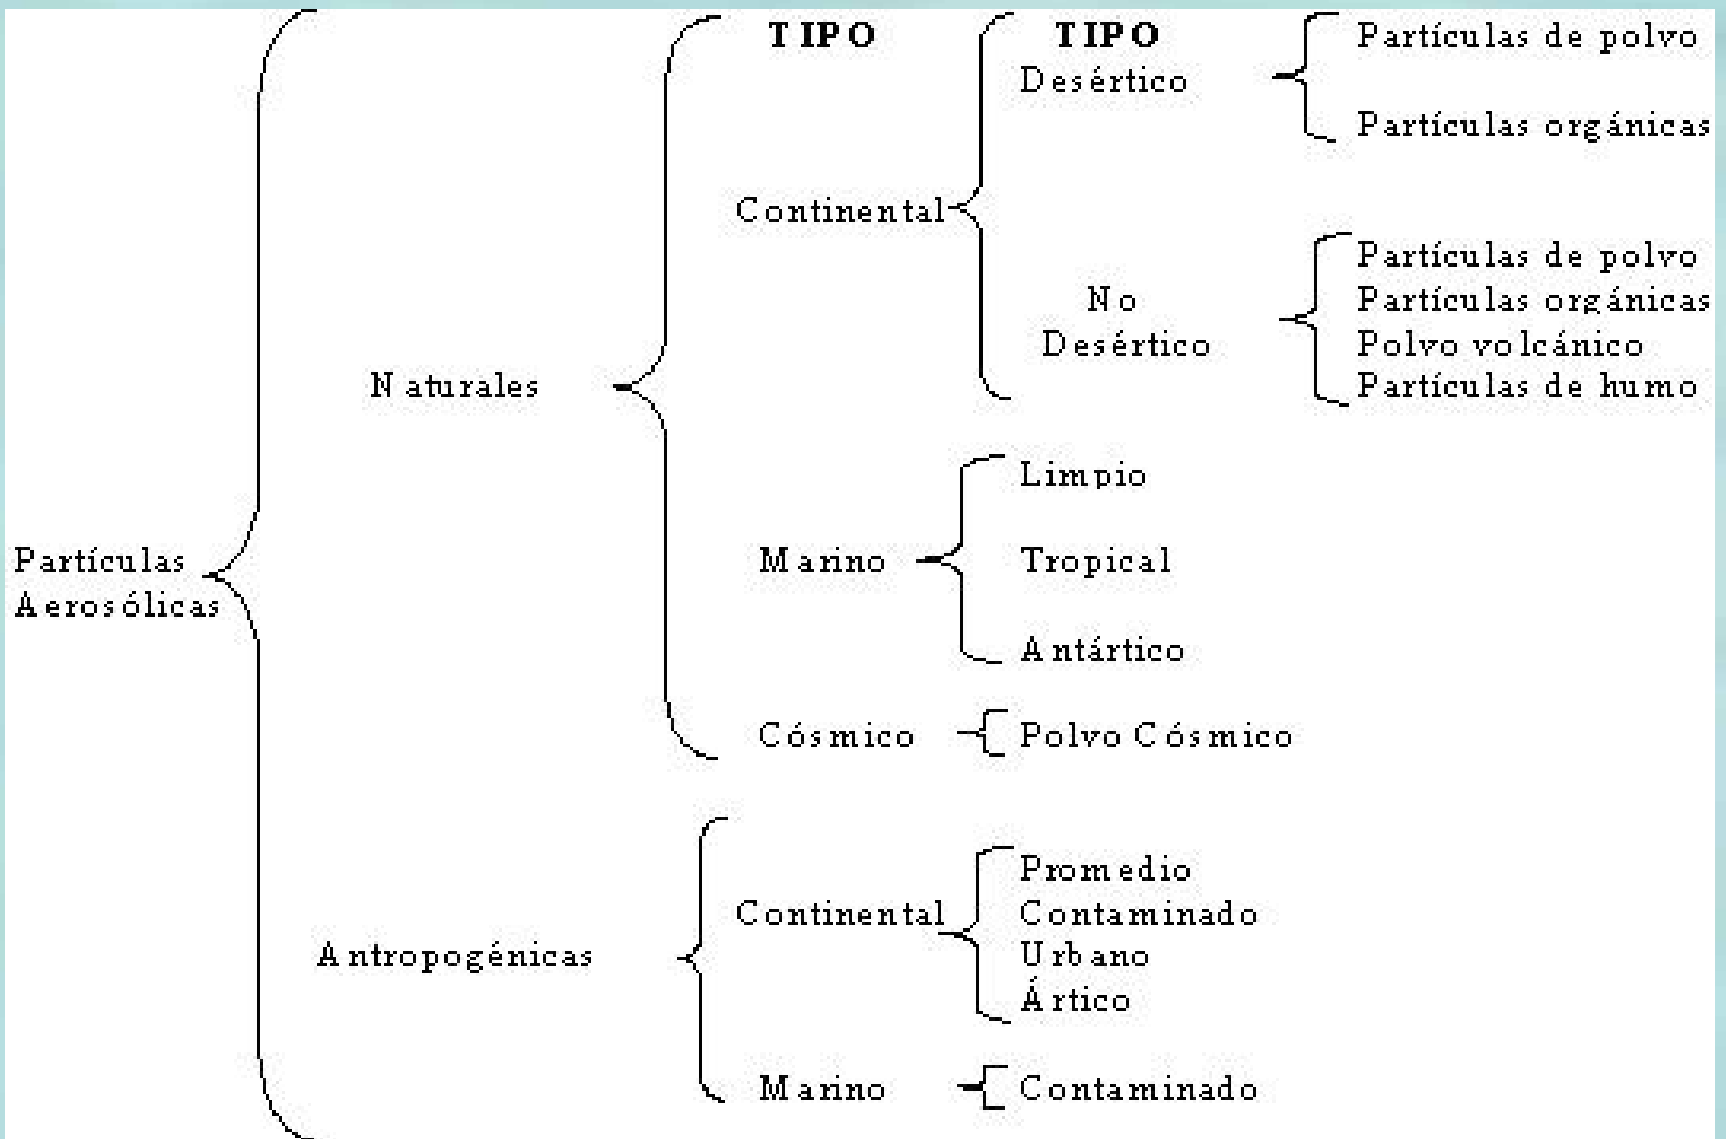 Partículas
Aerosólicas
Naturales
TIPO
Continental
TIPO
Desértico
Partículas de polvo
Partículas orgánicas
No
Desértico
Partículas de polvo
Partículas orgánicas
Polvo volcánico
Partículas de humo
Marino
Limpio
Tropical
Antártico
Cósmico
Polvo Cósmico
Antropogénicas
Continental
Promedio
Contaminado
Urbano
Ártico
Marino
Contaminado